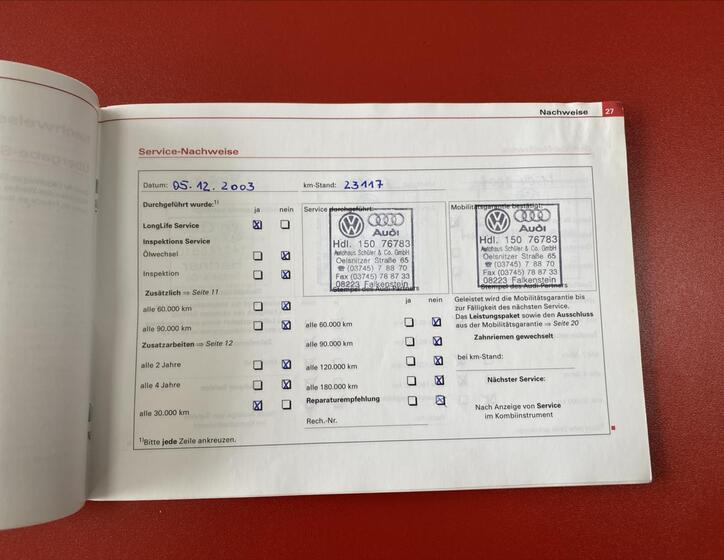 Nachweise 27
Service-Nachweise
Datum: 05.12.2003 km-Stand: 23117
Durchgeführt wurde:1)
ja nein
LongLife Service
Inspektions Service
Ölwechsel
Inspektion
Zusätzlich ⇒ Seite 11
alle 60.000 km
alle 90.000 km
Zusatzarbeiten ⇒ Seite 12
alle 2 Jahre
alle 4 Jahre
alle 30.000 km
1)Bitte jede Zeile ankreuzen.
Service durchgeführt:
Audi
Hdl. 150 76783
Autohaus Schüler & Co. GmbH
Oelsnitzer Straße 65
☎ (03745) 7 88 70
Fax (03745) 78 87 33
08223 Falkenstein
Stempel des Audi-Partners
ja nein
alle 60.000 km
alle 90.000 km
alle 120.000 km
alle 180.000 km
Reparaturempfehlung
Rech.-Nr.
Mobilitätsgarantie bestätigt:
Audi
Hdl. 150 76783
Autohaus Schüler & Co. GmbH
Oelsnitzer Straße 65
☎ (03745) 7 88 70
Fax (03745) 78 87 33
08223 Falkenstein
Stempel des Audi-Partners
Geleistet wird die Mobilitätsgarantie bis
zur Fälligkeit des nächsten Service.
Das Leistungspaket sowie den Ausschluss
aus der Mobilitätsgarantie ⇒ Seite 20
Zahnriemen gewechselt
bei km-Stand:
Nächster Service:
Nach Anzeige von Service
im Kombiinstrument